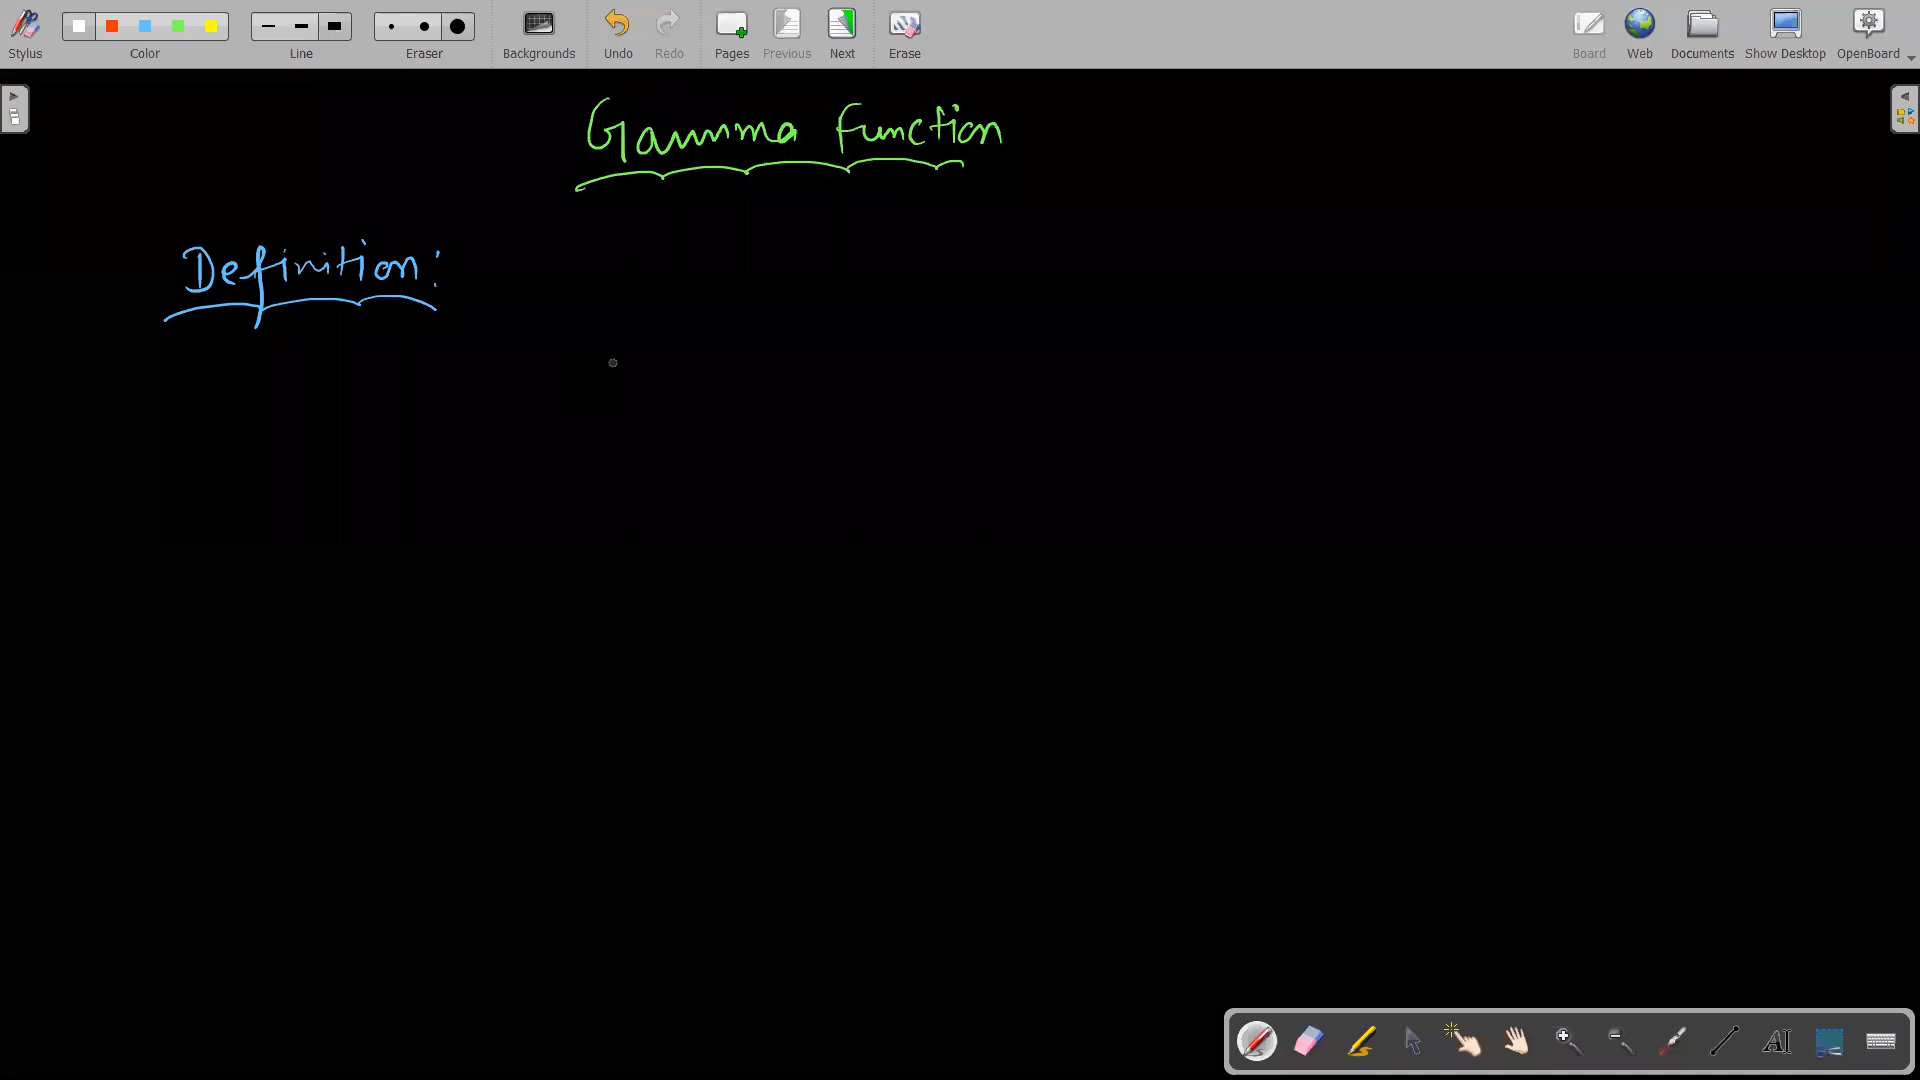 Stylus Color Line Eraser Backgrounds Undo Redo Pages Previous Next Erase Board Web Documents Show Desktop OpenBoard
Gamma Function
Definition:
AI